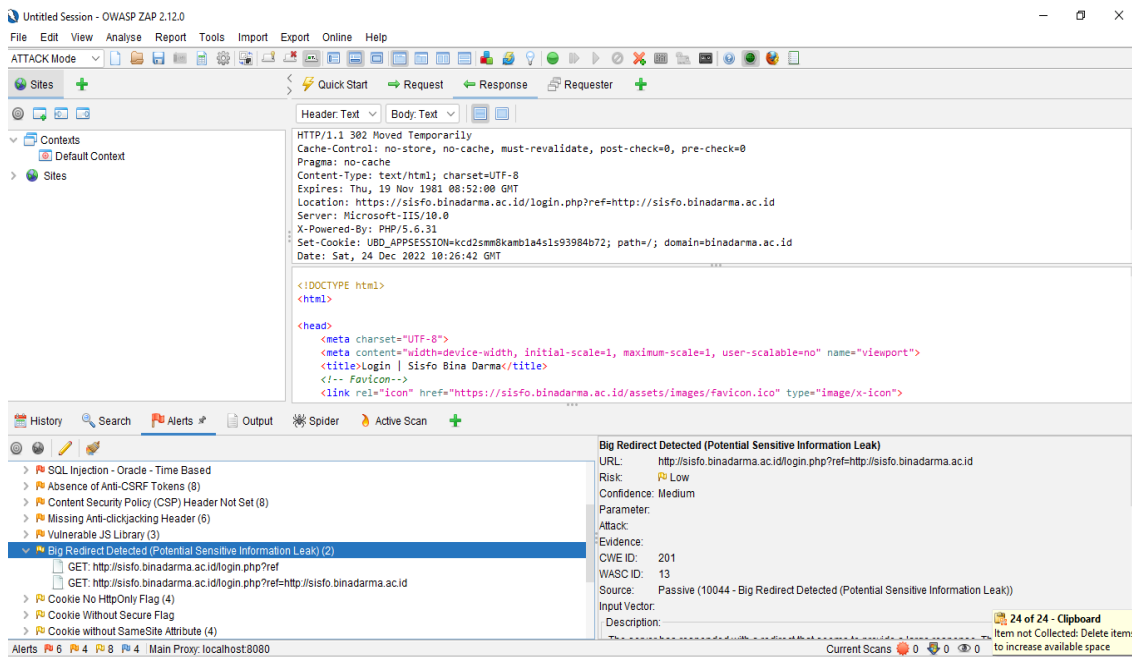 Untitled Session - OWASP ZAP 2.12.0
File Edit View Analyse Report Tools Import Export Online Help
ATTACK Mode
Sites
Quick Start
Request
Response
Requester
Header: Text
Body: Text
Contexts
Default Context
Sites
HTTP/1.1 302 Moved Temporarily
Cache-Control: no-store, no-cache, must-revalidate, post-check=0, pre-check=0
Pragma: no-cache
Content-Type: text/html; charset=UTF-8
Expires: Thu, 19 Nov 1981 08:52:00 GMT
Location: https://sisfo.binadarma.ac.id/login.php?ref=http://sisfo.binadarma.ac.id
Server: Microsoft-IIS/10.0
X-Powered-By: PHP/5.6.31
Set-Cookie: UBD_APPSESSION=kcd2smm8kamb1a4sls93984b72; path=/; domain=binadarma.ac.id
Date: Sat, 24 Dec 2022 10:26:42 GMT
<!DOCTYPE html>
<html>
<head>
<meta charset="UTF-8">
<meta content="width=device-width, initial-scale=1, maximum-scale=1, user-scalable=no" name="viewport">
<title>Login | Sisfo Bina Darma</title>
<!-- Favicon-->
<link rel="icon" href="https://sisfo.binadarma.ac.id/assets/images/favicon.ico" type="image/x-icon">
History
Search
Alerts
Output
Spider
Active Scan
SQL Injection - Oracle - Time Based
Absence of Anti-CSRF Tokens (8)
Content Security Policy (CSP) Header Not Set (8)
Missing Anti-clickjacking Header (6)
Vulnerable JS Library (3)
Big Redirect Detected (Potential Sensitive Information Leak) (2)
GET: http://sisfo.binadarma.ac.id/login.php?ref
GET: http://sisfo.binadarma.ac.id/login.php?ref=http://sisfo.binadarma.ac.id
Cookie No HttpOnly Flag (4)
Cookie Without Secure Flag
Cookie without SameSite Attribute (4)
Big Redirect Detected (Potential Sensitive Information Leak)
URL: http://sisfo.binadarma.ac.id/login.php?ref=http://sisfo.binadarma.ac.id
Risk: Low
Confidence: Medium
Parameter:
Attack:
Evidence:
CWE ID: 201
WASC ID: 13
Source: Passive (10044 - Big Redirect Detected (Potential Sensitive Information Leak))
Input Vector:
Description:
24 of 24 - Clipboard
Item not Collected: Delete items
to increase available space
Alerts 6 4 8 4 Main Proxy: localhost:8080
Current Scans 0 0 0